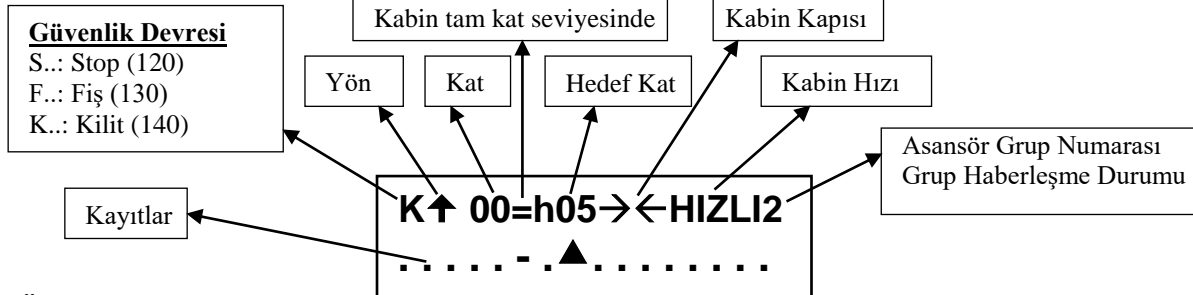 Kabin tam kat seviyesinde
Kabin Kapısı
Güvenlik Devresi
S..: Stop (120)
F..: Fiş (130)
K..: Kilit (140)
Yön
Kat
Hedef Kat
Kabin Hızı
Asansör Grup Numarası
Grup Haberleşme Durumu
Kayıtlar
K↑ 00=h05→←HIZLI2
. . . . . - . ▲ . . . . . . . .